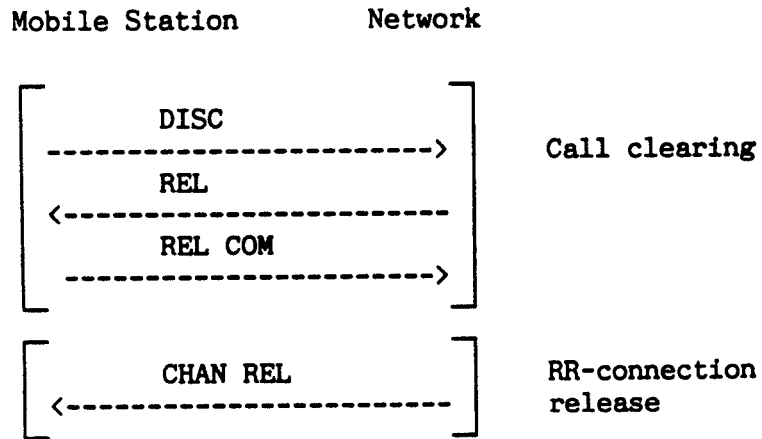 Mobile Station Network
DISC
Call clearing
REL
REL COM
CHAN REL
RR-connection
release